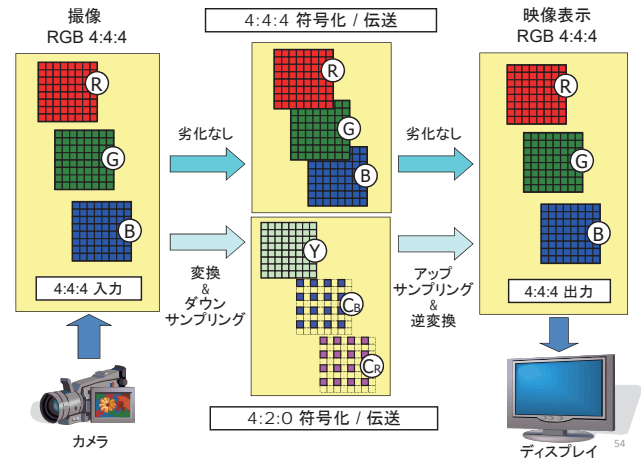 撮像
RGB 4:4:4
4:4:4 符号化 / 伝送
映像表示
RGB 4:4:4
R
G
B
4:4:4 入力
劣化なし
変換
&
ダウン
サンプリング
R
G
B
Y
CB
CR
劣化なし
アップ
サンプリング
&
逆変換
R
G
B
4:4:4 出力
カメラ
4:2:0 符号化 / 伝送
ディスプレイ
54